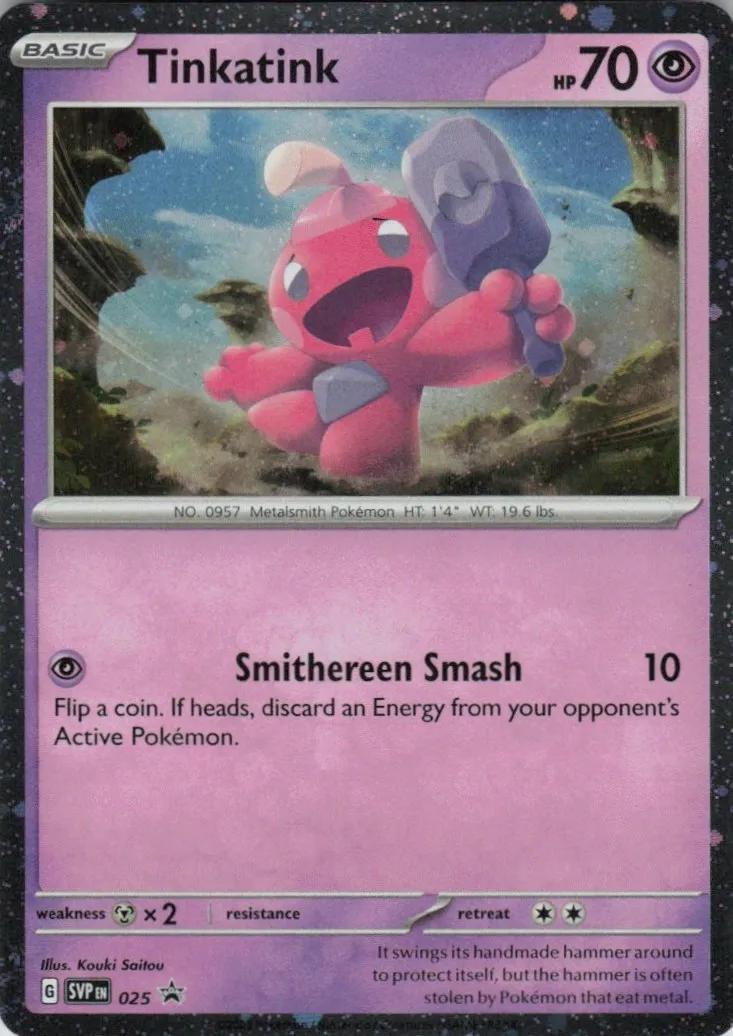 BASIC
Tinkatink
HP 70
NO. 0957 Metalsmith Pokémon HT: 1'4" WT: 19.6 lbs.
Smithereen Smash 10
Flip a coin. If heads, discard an Energy from your opponent's
Active Pokémon.
weakness ×2 resistance retreat
Illus. Kouki Saitou
It swings its handmade hammer around
to protect itself, but the hammer is often
stolen by Pokémon that eat metal.
G SVP EN 025